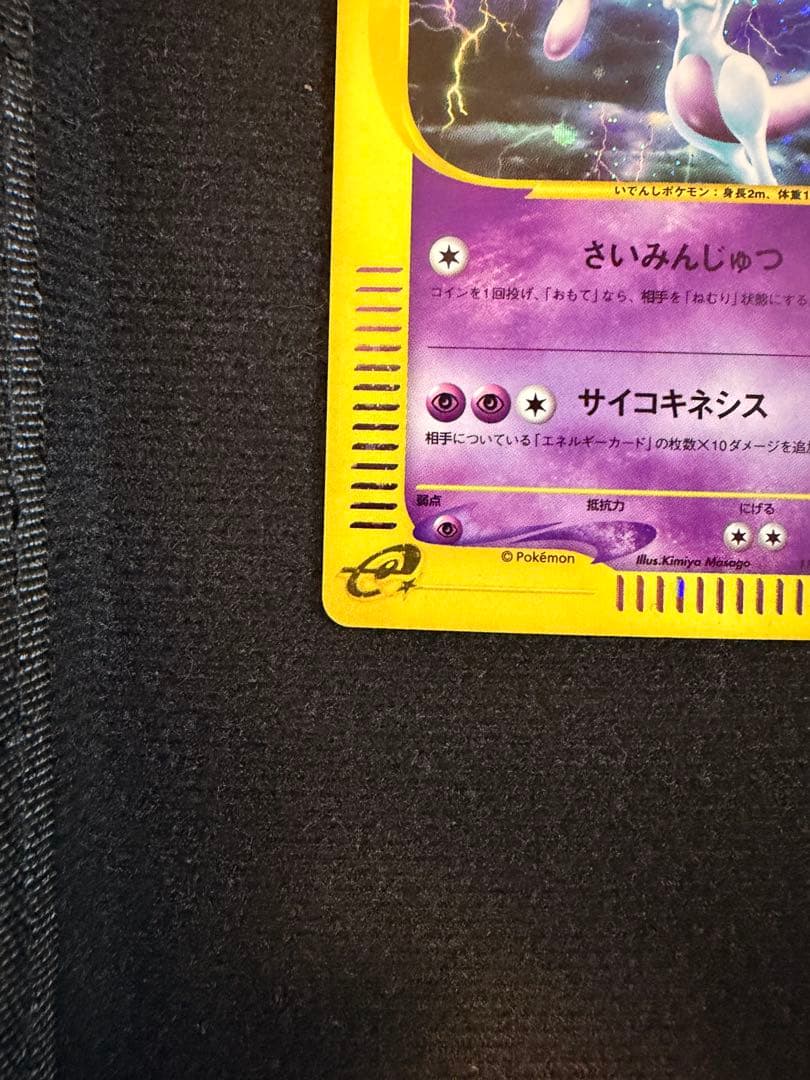 いでんしポケモン：身長2m、体重1
さいみんじゅつ
コインを1回投げ、「おもて」なら、相手を「ねむり」状態にする
サイコキネシス
相手についている「エネルギーカード」の枚数×10ダメージを追加
弱点 抵抗力 にげる
© Pokémon Illus.Kimiya Masago
e